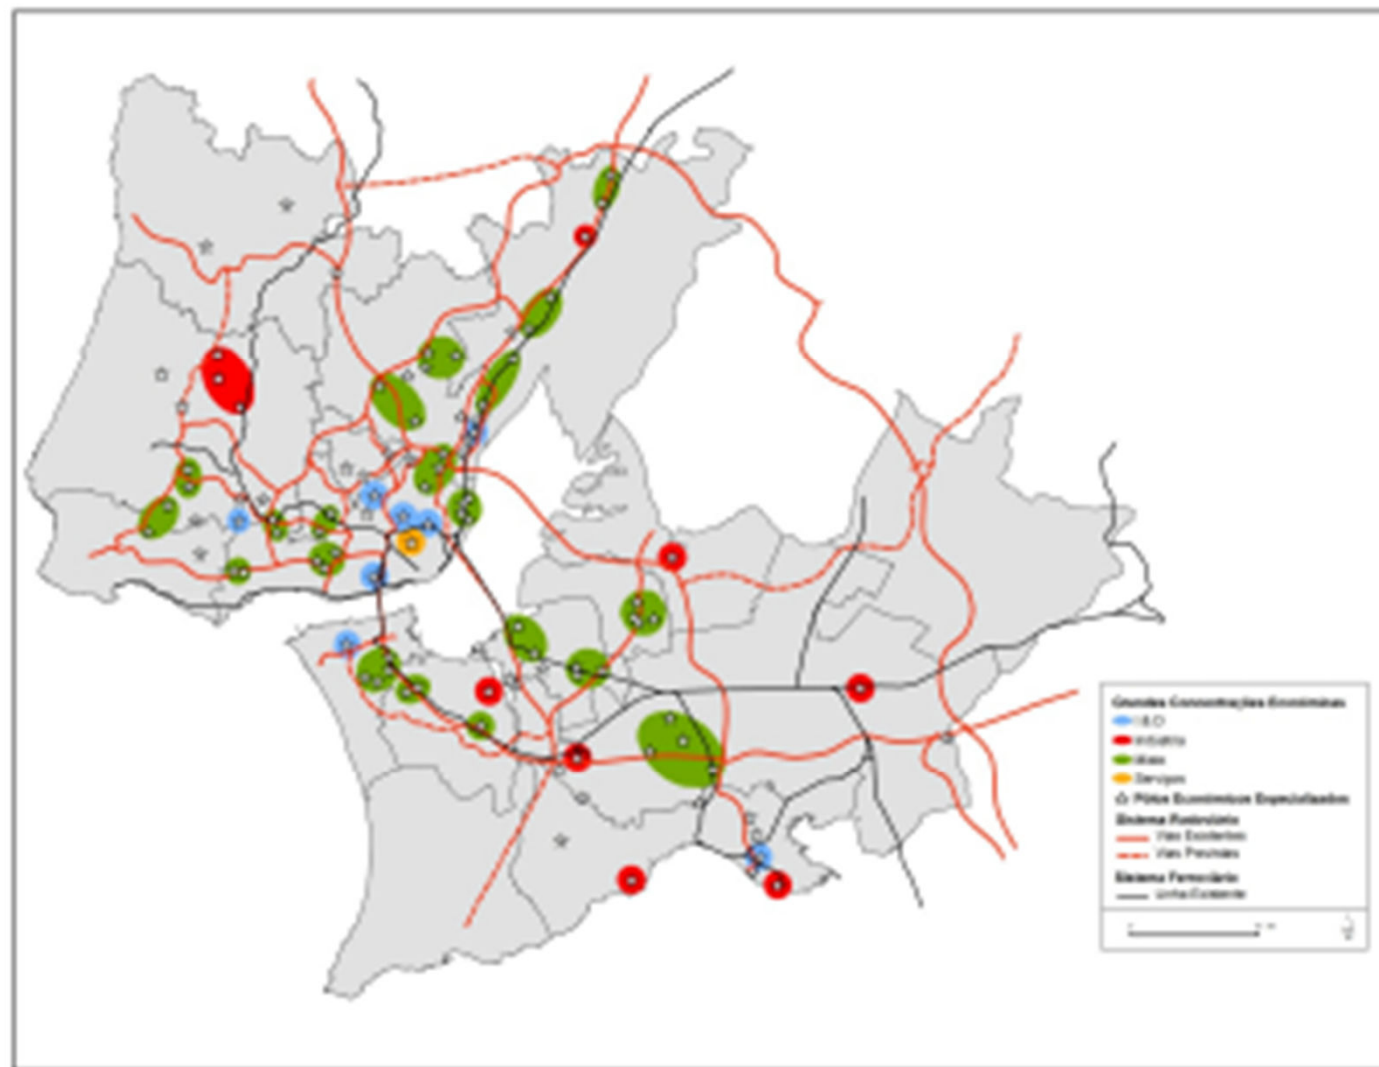 Grandes Concentrações Económicas
I&D
Indústria
Mista
Serviços
Pólos Económicos Especializados
Sistema Rodoviário
Vias Existentes
Vias Previstas
Sistema Ferroviário
Linha Existente